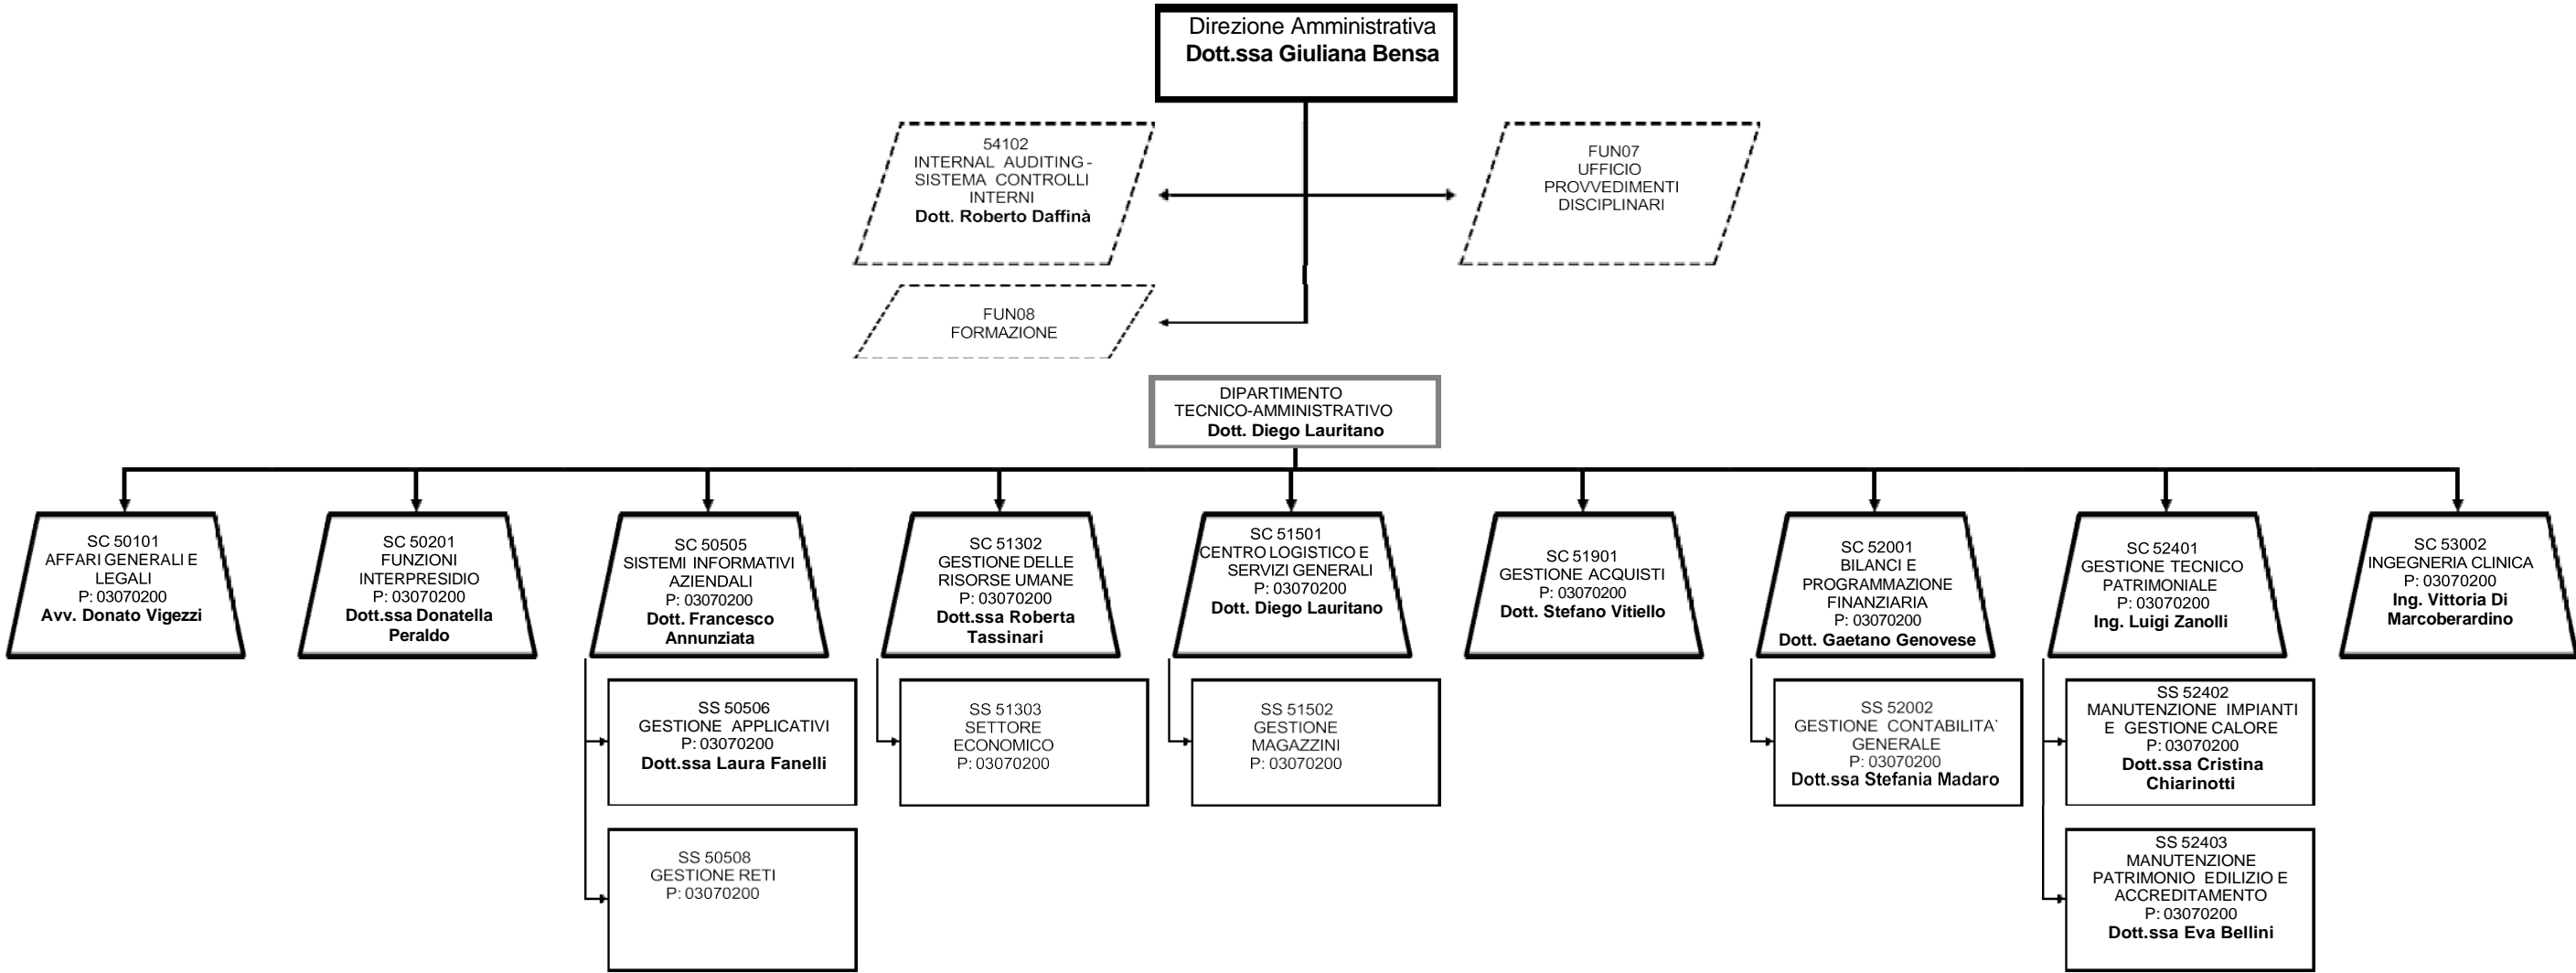 Direzione Amministrativa
Dott.ssa Giuliana Bensa
54102
INTERNAL AUDITING -
SISTEMA CONTROLLI
INTERNI
Dott. Roberto Daffinà
FUN07
UFFICIO
PROVVEDIMENTI
DISCIPLINARI
FUN08
FORMAZIONE
DIPARTIMENTO
TECNICO-AMMINISTRATIVO
Dott. Diego Lauritano
SC 50101
AFFARI GENERALI E
LEGALI
P: 03070200
Avv. Donato Vigezzi
SC 50201
FUNZIONI
INTERPRESIDIO
P: 03070200
Dott.ssa Donatella
Peraldo
SC 50505
SISTEMI INFORMATIVI
AZIENDALI
P: 03070200
Dott. Francesco
Annunziata
SC 51302
GESTIONE DELLE
RISORSE UMANE
P: 03070200
Dott.ssa Roberta
Tassinari
SC 51501
CENTRO LOGISTICO E
SERVIZI GENERALI
P: 03070200
Dott. Diego Lauritano
SC 51901
GESTIONE ACQUISTI
P: 03070200
Dott. Stefano Vitiello
SC 52001
BILANCI E
PROGRAMMAZIONE
FINANZIARIA
P: 03070200
Dott. Gaetano Genovese
SC 52401
GESTIONE TECNICO
PATRIMONIALE
P: 03070200
Ing. Luigi Zanolli
SC 53002
INGEGNERIA CLINICA
P: 03070200
Ing. Vittoria Di
Marcoberardino
SS 50506
GESTIONE APPLICATIVI
P: 03070200
Dott.ssa Laura Fanelli
SS 51303
SETTORE
ECONOMICO
P: 03070200
SS 51502
GESTIONE
MAGAZZINI
P: 03070200
SS 52002
GESTIONE CONTABILITA`
GENERALE
P: 03070200
Dott.ssa Stefania Madaro
SS 52402
MANUTENZIONE IMPIANTI
E GESTIONE CALORE
P: 03070200
Dott.ssa Cristina
Chiarinotti
SS 50508
GESTIONE RETI
P: 03070200
SS 52403
MANUTENZIONE
PATRIMONIO EDILIZIO E
ACCREDITAMENTO
P: 03070200
Dott.ssa Eva Bellini